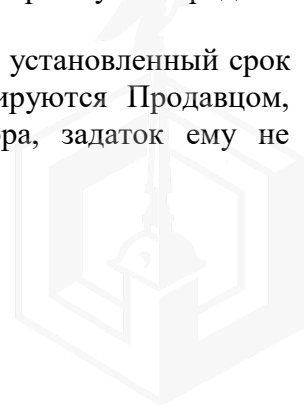 установленный срок
ируются Продавцом,
ра, задаток ему не